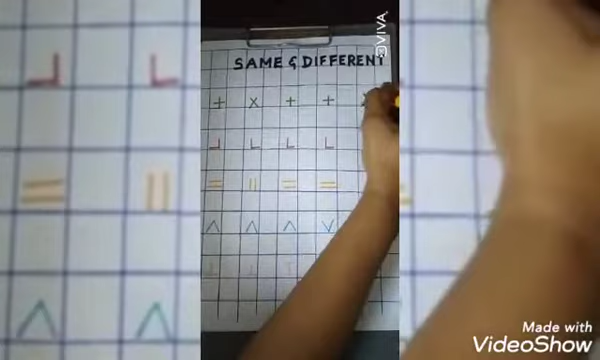 VIVA
SAME & DIFFERENT
+ x + +
Made with
VideoShow